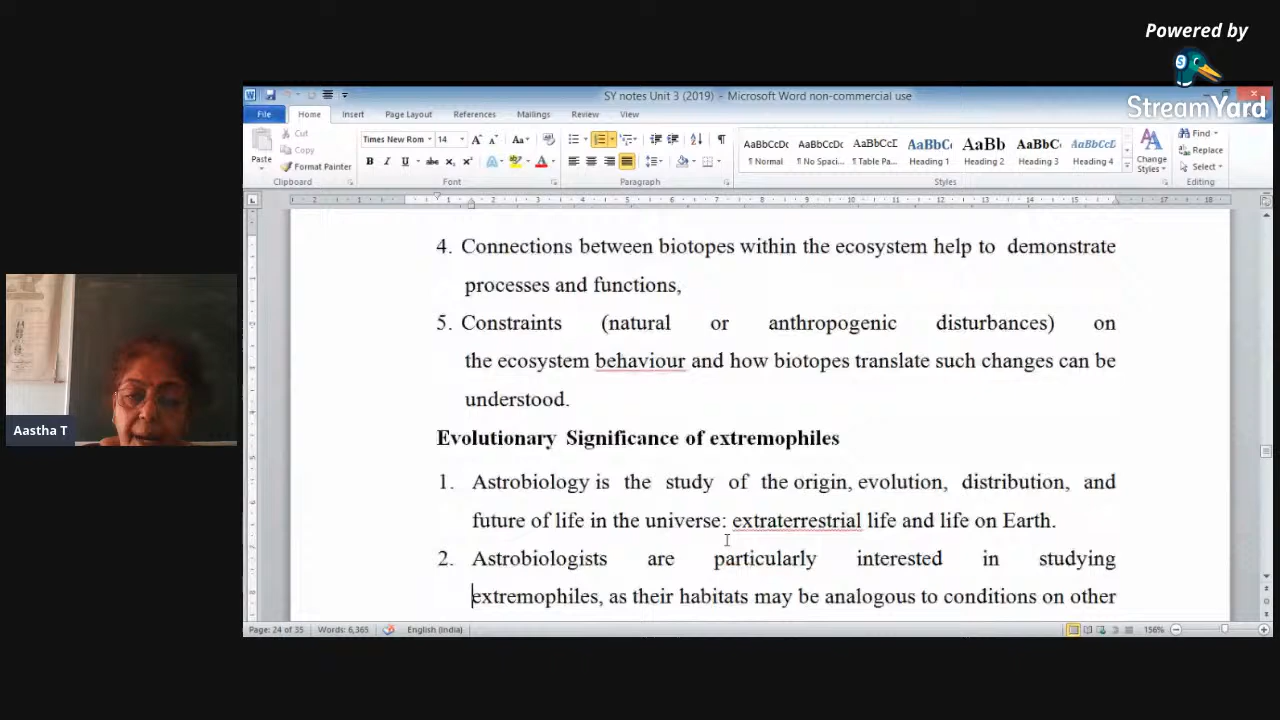 Powered by
StreamYard
SY notes Unit 3 (2019) - Microsoft Word non-commercial use
File Home Insert Page Layout References Mailings Review View
Cut
Copy
Format Painter
Paste
Clipboard
Times New Rom 14
Font
Paragraph
AaBbCcDc AaBbCcDc AaBbCcD AaBbC AaBb AaBbC AaBbCcD
¶ Normal ¶ No Spaci... ¶ Table Pa... Heading 1 Heading 2 Heading 3 Heading 4
Change Styles
Styles
Find
Replace
Select
Editing
4. Connections between biotopes within the ecosystem help to demonstrate
processes and functions,
5. Constraints (natural or anthropogenic disturbances) on
the ecosystem behaviour and how biotopes translate such changes can be
understood.
Evolutionary Significance of extremophiles
1. Astrobiology is the study of the origin, evolution, distribution, and
future of life in the universe: extraterrestrial life and life on Earth.
2. Astrobiologists are particularly interested in studying
extremophiles, as their habitats may be analogous to conditions on other
Aastha T
Page: 24 of 35 Words: 6,365 English (India) 156%